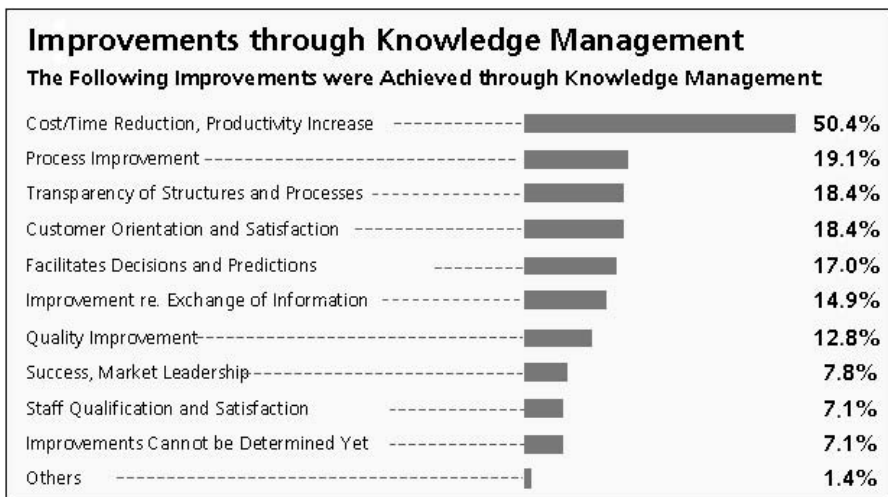 Improvements through Knowledge Management
The Following Improvements were Achieved through Knowledge Management
Cost/Time Reduction, Productivity Increase 50.4%
Process Improvement 19.1%
Transparency of Structures and Processes 18.4%
Customer Orientation and Satisfaction 18.4%
Facilitates Decisions and Predictions 17.0%
Improvement re. Exchange of Information 14.9%
Quality Improvement 12.8%
Success, Market Leadership 7.8%
Staff Qualification and Satisfaction 7.1%
Improvements Cannot be Determined Yet 7.1%
Others 1.4%